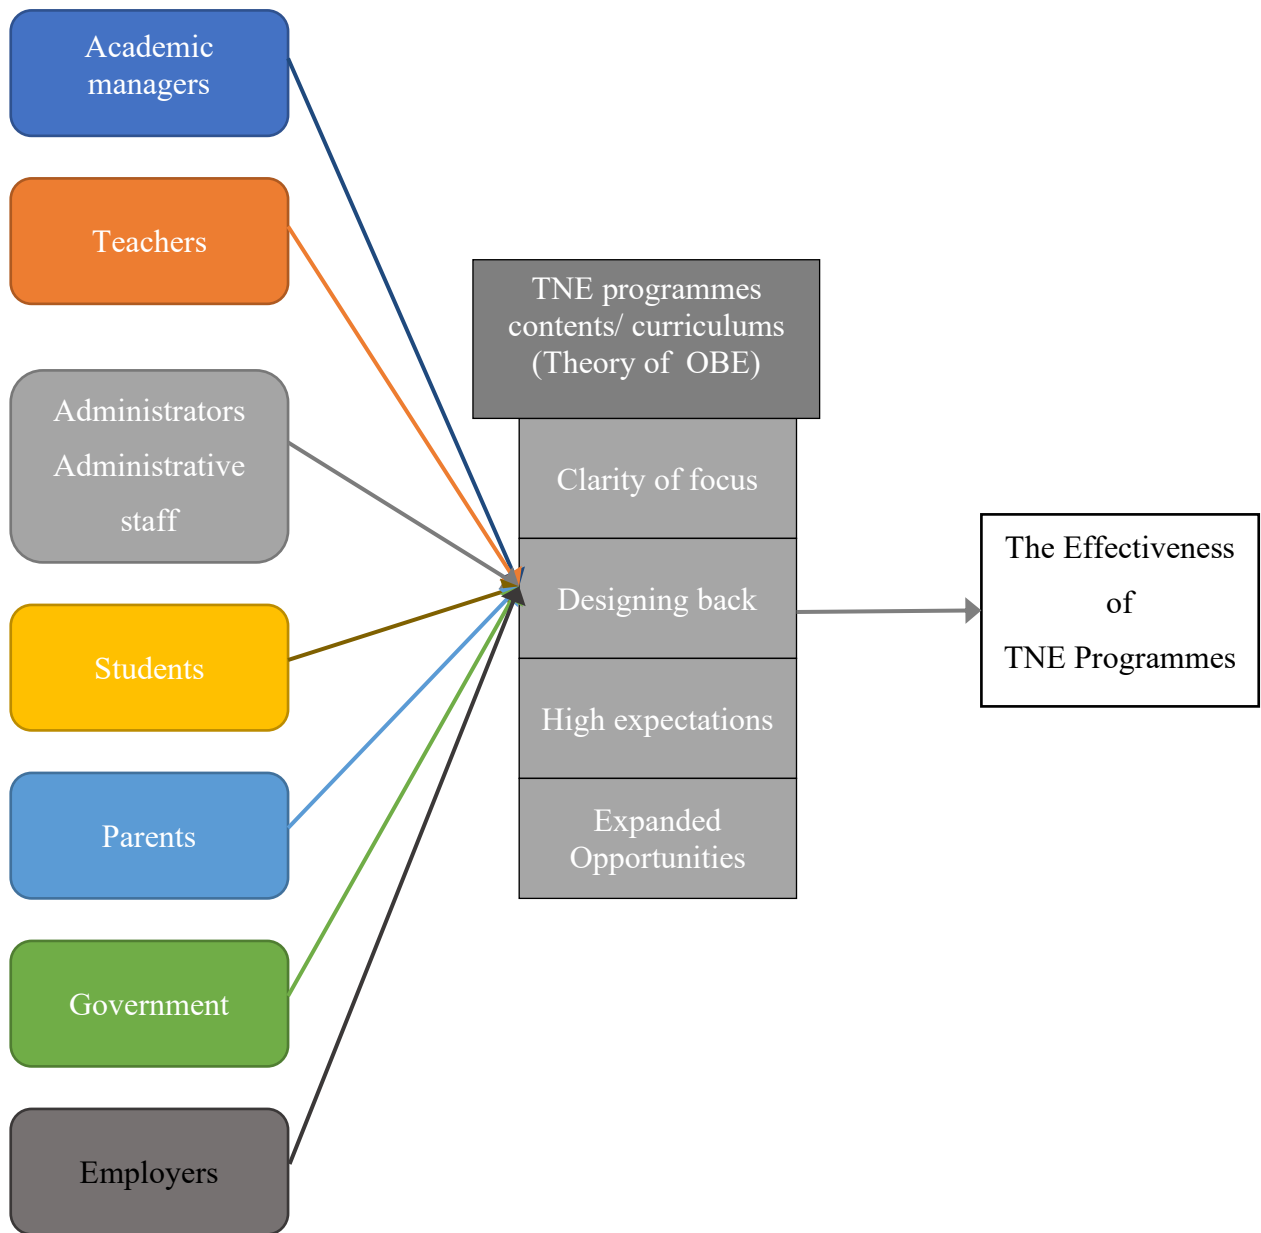 Academic
managers
Teachers
Administrators
Administrative
staff
Students
Parents
Government
Employers
TNE programmes
contents/ curriculums
(Theory of  OBE)
Clarity of focus
Designing back
High expectations
Expanded
Opportunities
The Effectiveness
of
TNE Programmes